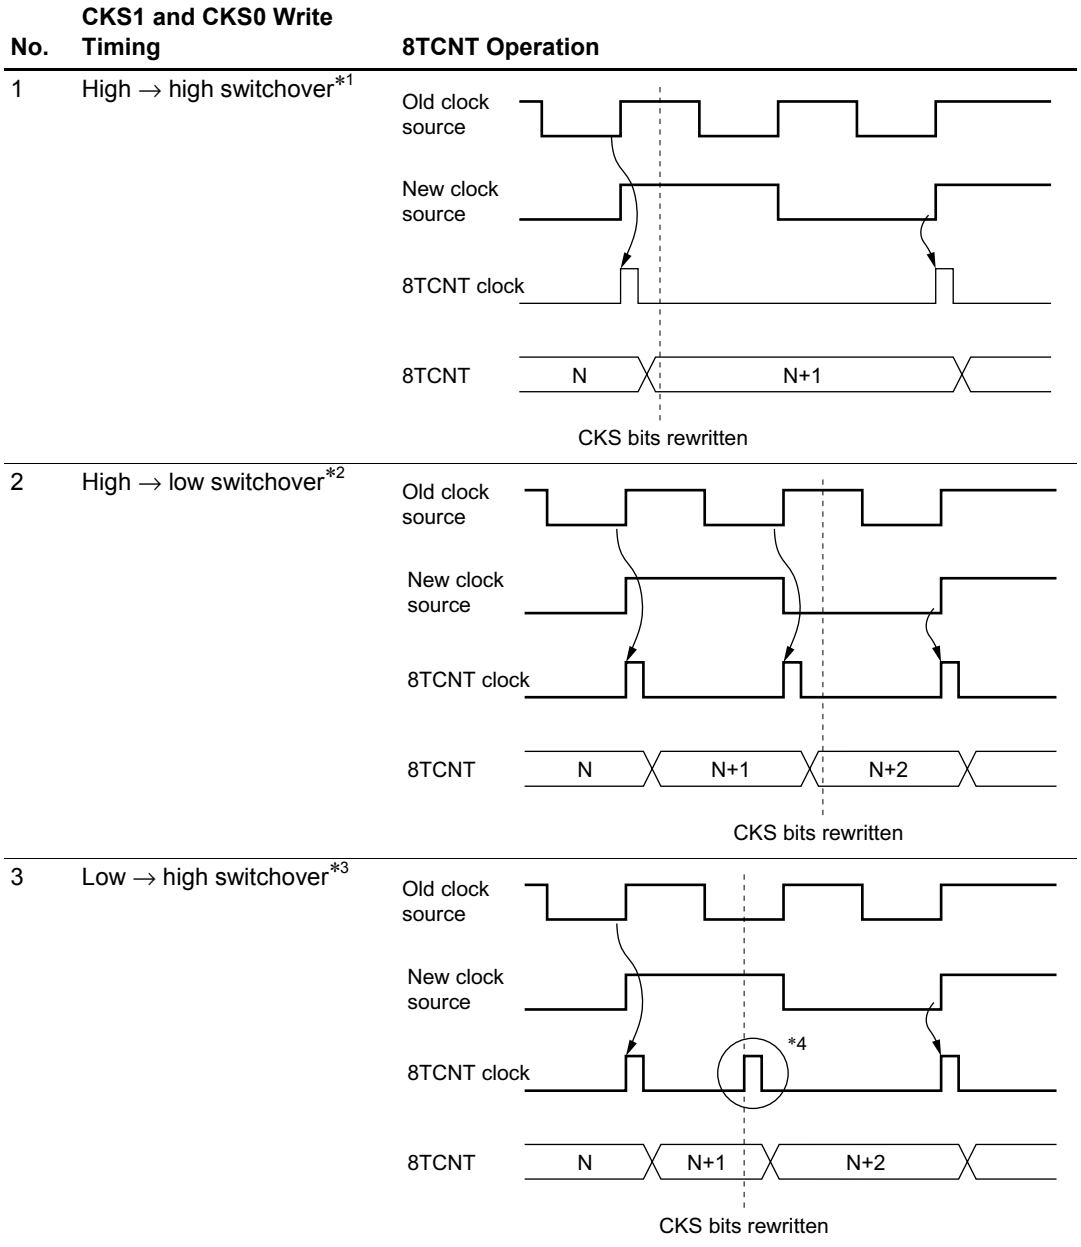 CKS1 and CKS0 Write
No. Timing 8TCNT Operation
1 High → high switchover*1
Old clock
source
New clock
source
8TCNT clock
8TCNT N N+1
CKS bits rewritten
2 High → low switchover*2
Old clock
source
New clock
source
8TCNT clock
8TCNT N N+1 N+2
CKS bits rewritten
3 Low → high switchover*3
Old clock
source
New clock
source
*4
8TCNT clock
8TCNT N N+1 N+2
CKS bits rewritten